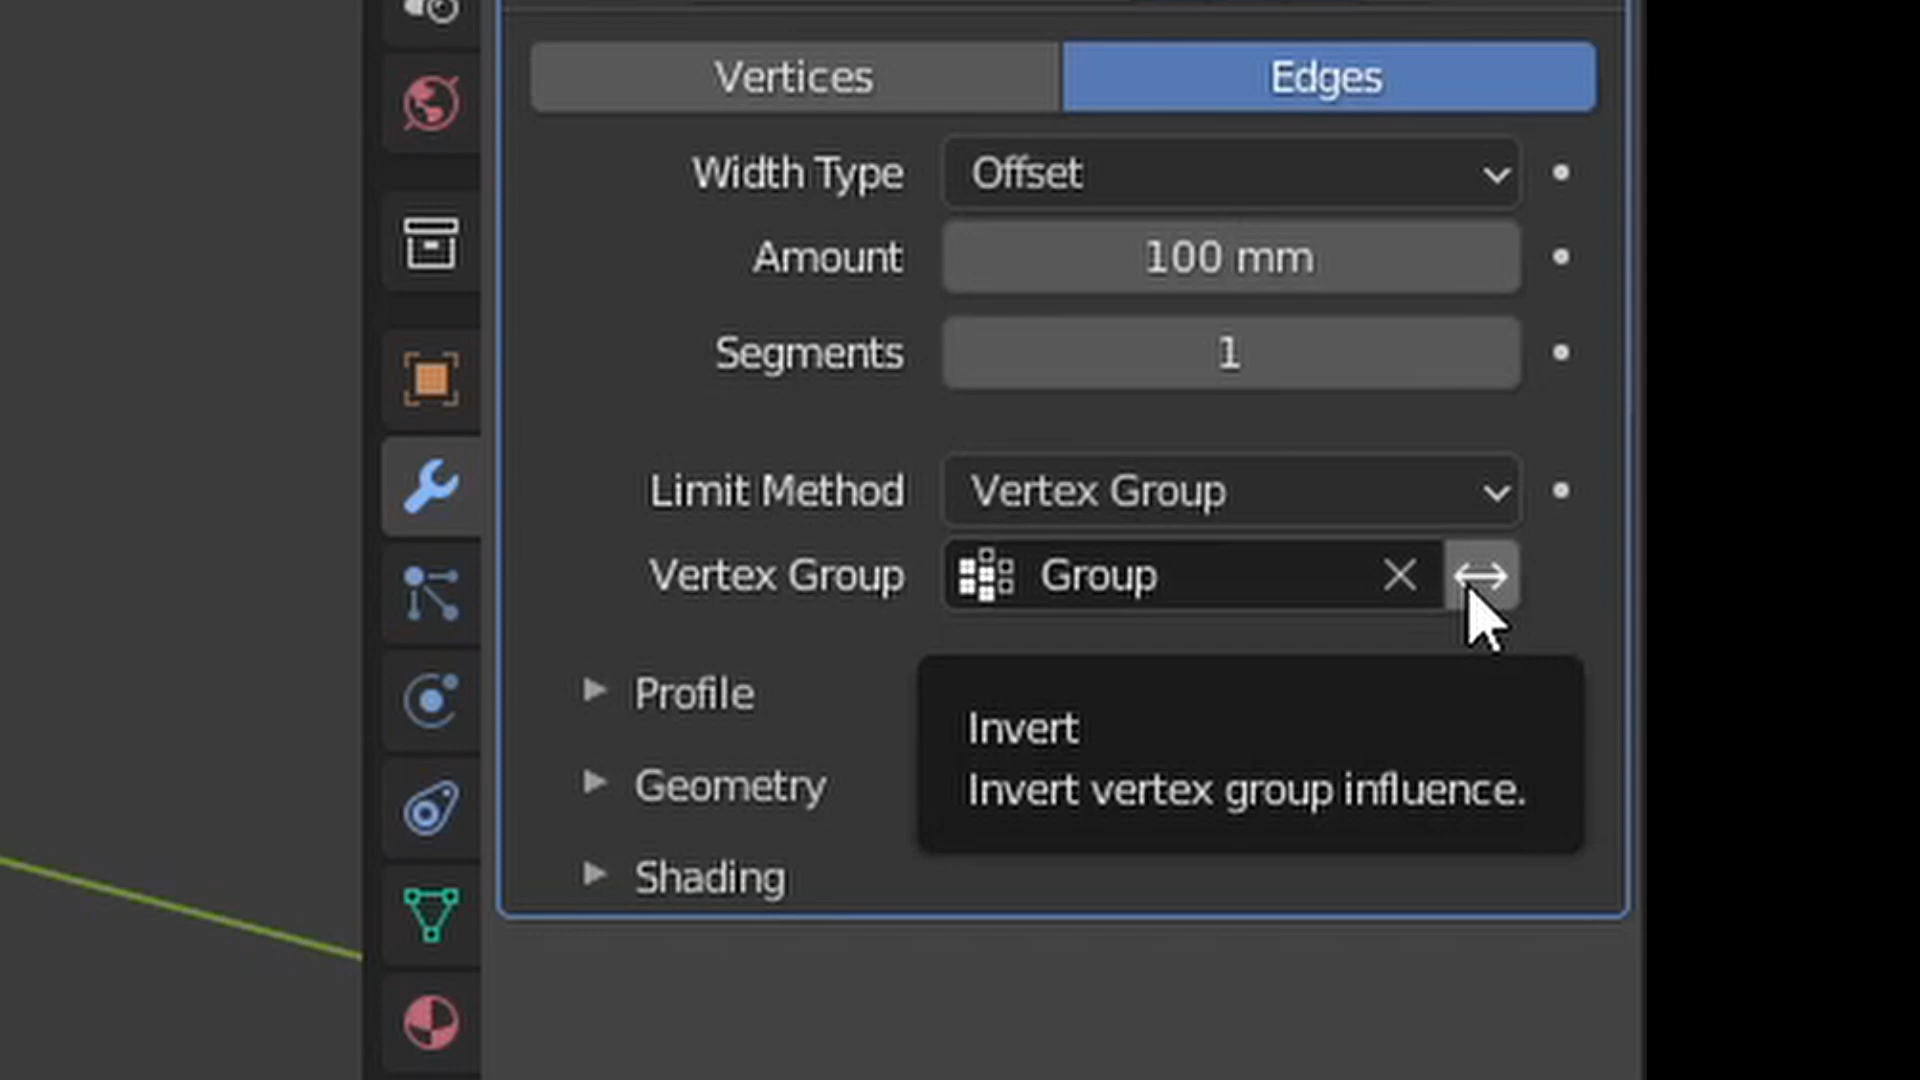 Vertices
Edges
Width Type
Offset
Amount
100 mm
Segments
1
Limit Method
Vertex Group
Vertex Group
Group
Profile
Invert
Invert vertex group influence.
Geometry
Shading